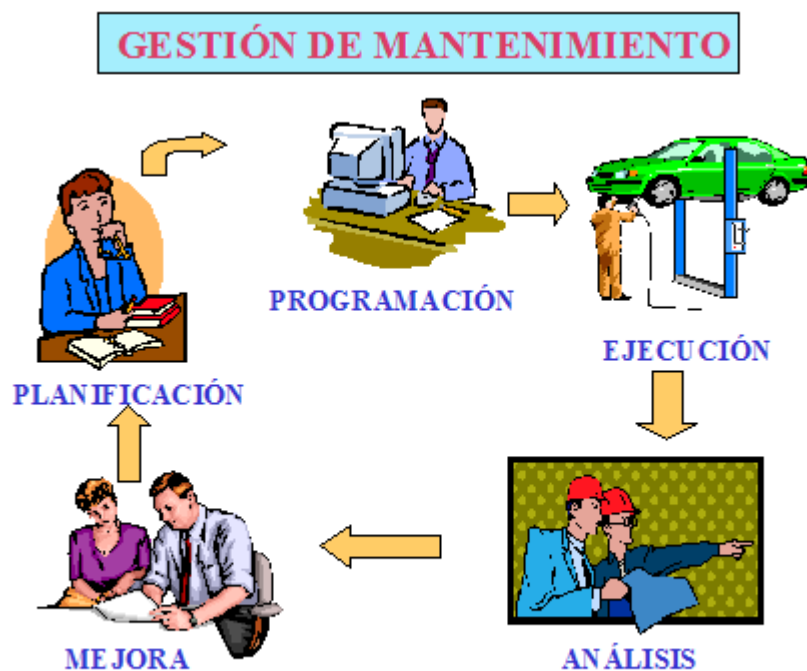 GESTIÓN DE MANTENIMIENTO
PROGRAMACIÓN
EJECUCIÓN
PLANIFICACIÓN
MEJORA
ANÁLISIS